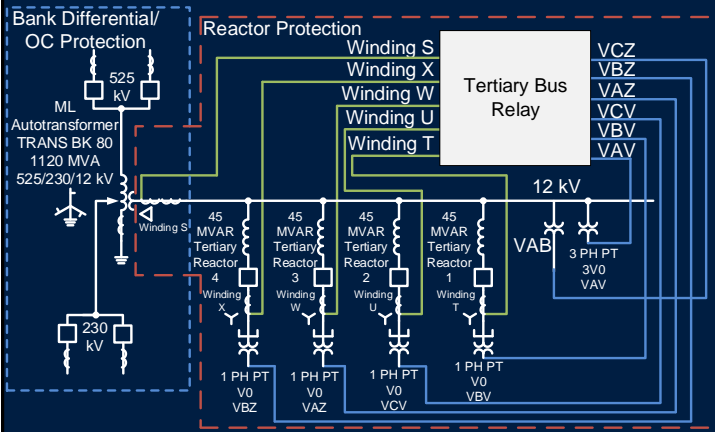 Bank Differential/
OC Protection
Reactor Protection
Winding S
Winding X
Winding W
Winding U
Winding T
Tertiary Bus
Relay
VCZ
VBZ
VAZ
VCV
VBV
VAV
525
kV
ML
Autotransformer
TRANS BK 80
1120 MVA
525/230/12 kV
Winding S
12 kV
45
MVAR
Tertiary
Reactor
4
Winding
X
45
MVAR
Tertiary
Reactor
3
Winding
W
45
MVAR
Tertiary
Reactor
2
Winding
U
45
MVAR
Tertiary
Reactor
1
Winding
T
VAB
3 PH PT
3V0
VAV
230
kV
1 PH PT
V0
VBZ
1 PH PT
V0
VAZ
1 PH PT
V0
VCV
1 PH PT
V0
VBV